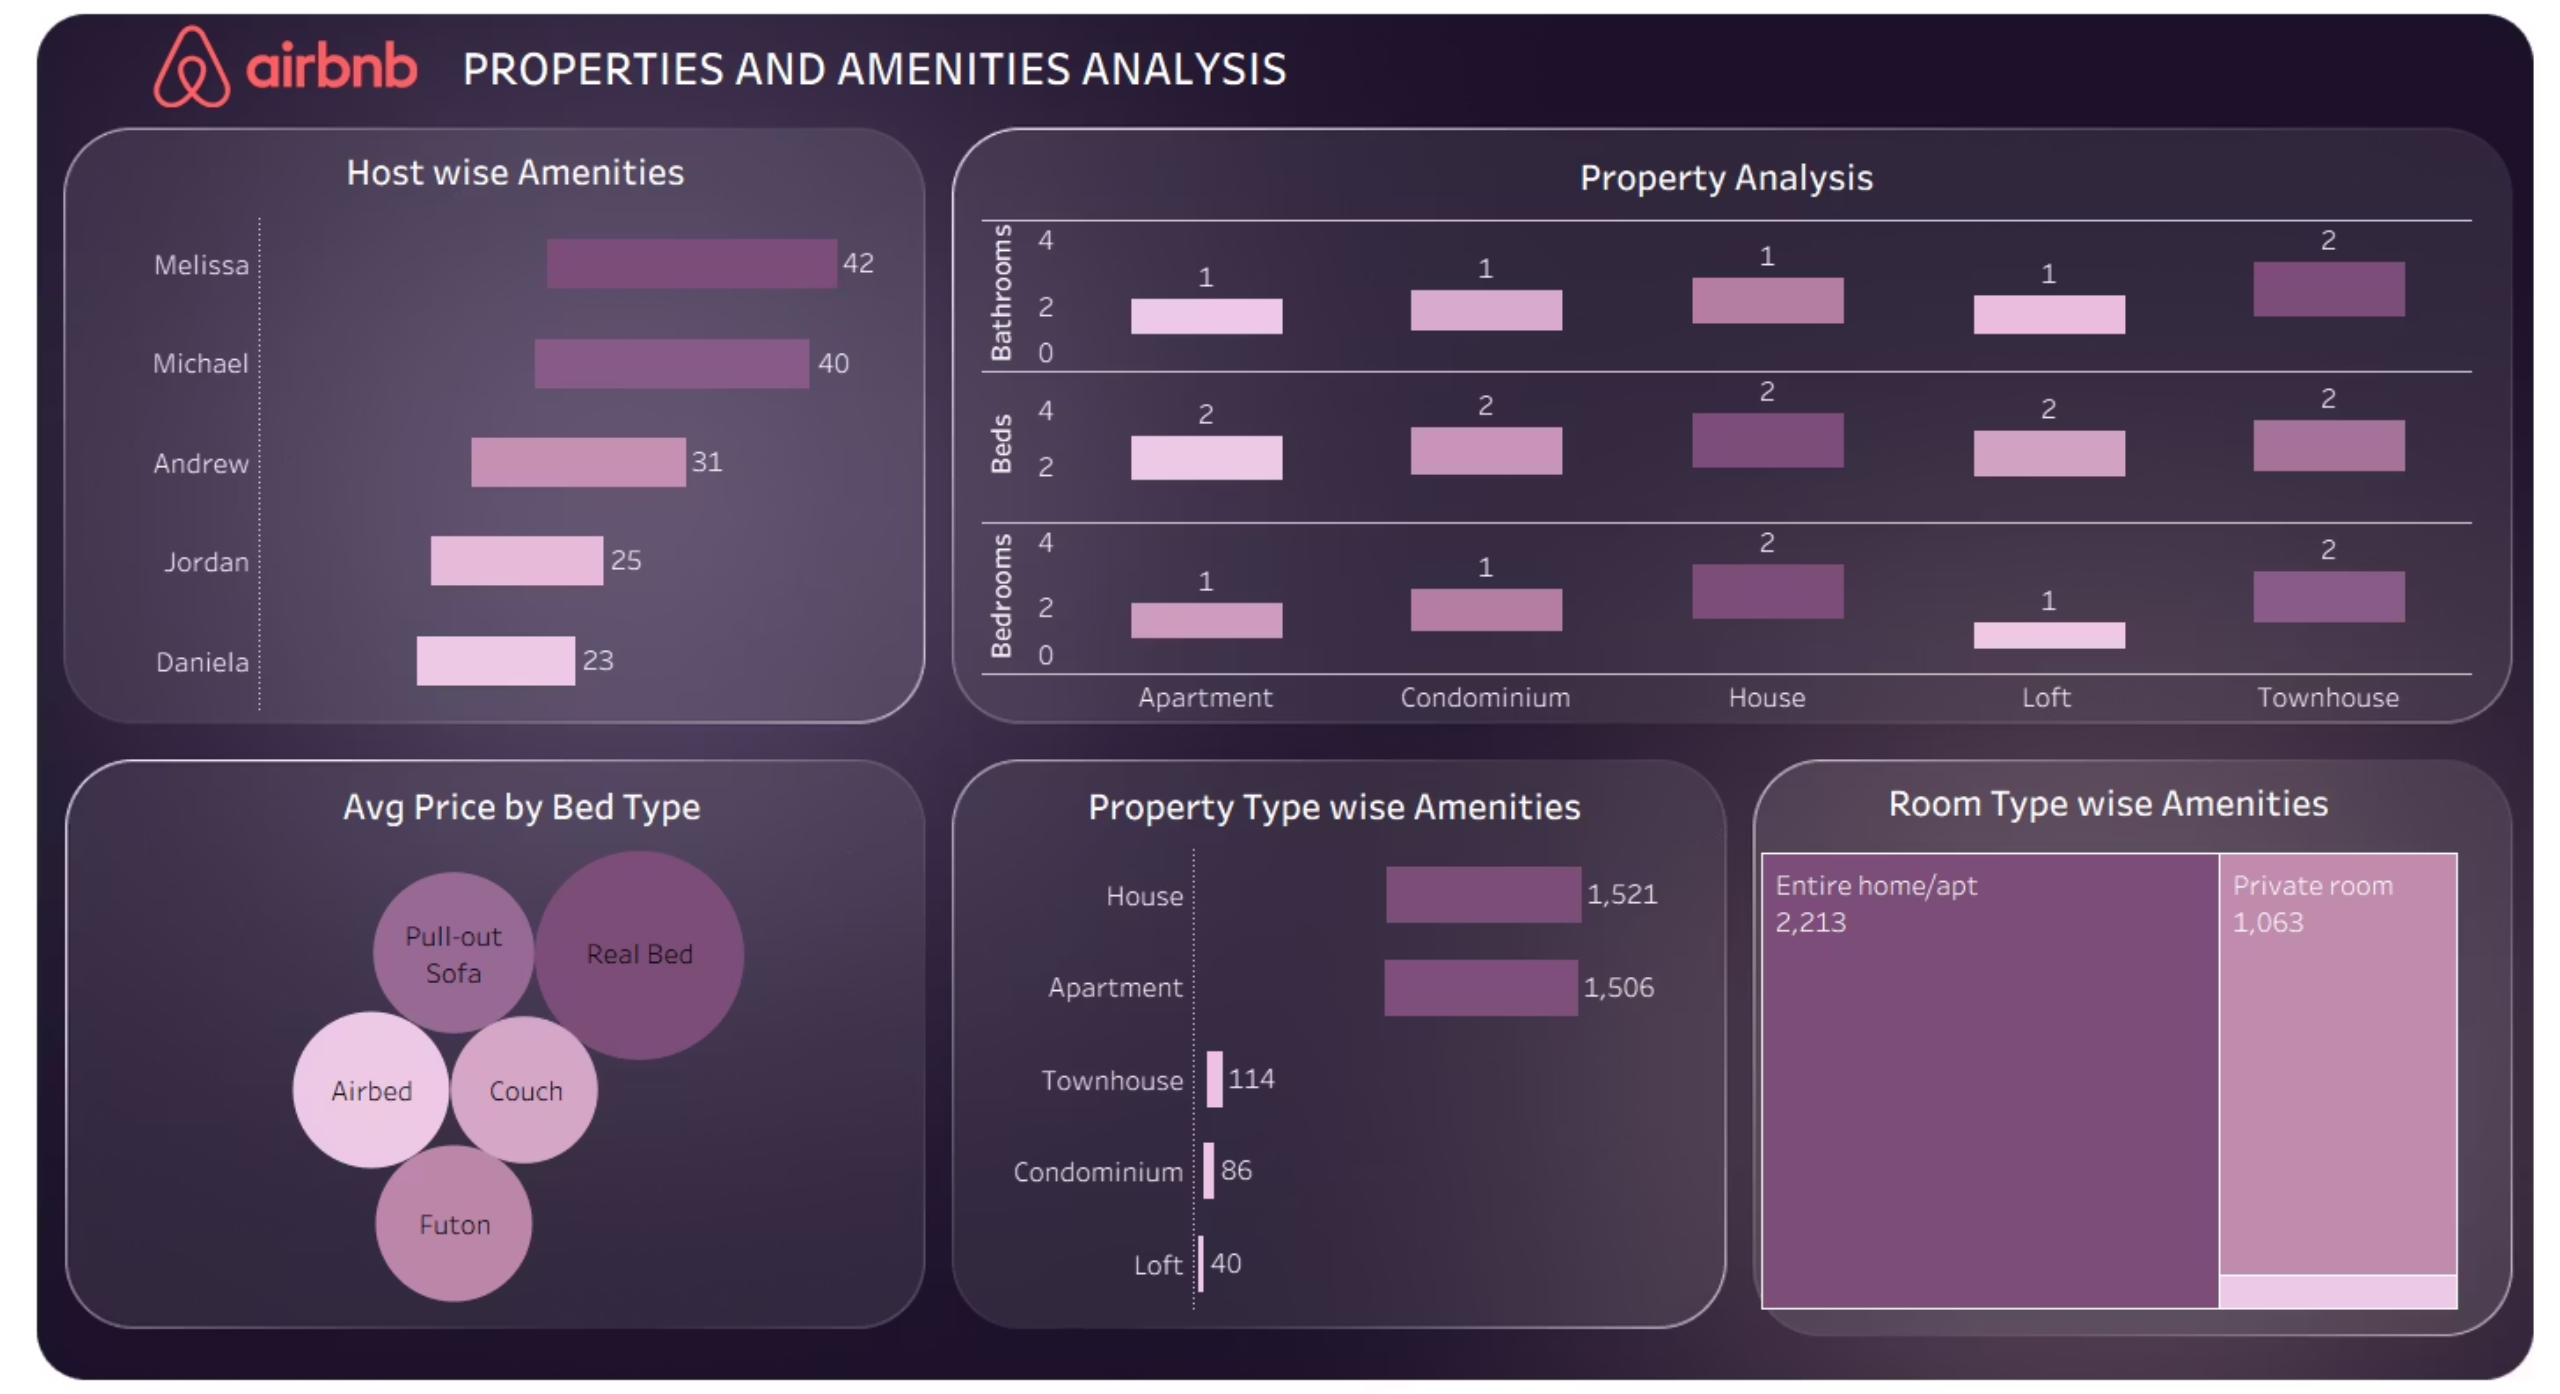 airbnb PROPERTIES AND AMENITIES ANALYSIS
Host wise Amenities
Melissa 42
Michael 40
Andrew 31
Jordan 25
Daniela 23
Property Analysis
Bathrooms
4
2
0
1 1 1 1 2
Beds
4
2
2 2 2 2 2
Bedrooms
4
2
0
1 1 2 1 2
Apartment Condominium House Loft Townhouse
Avg Price by Bed Type
Pull-out
Sofa
Real Bed
Airbed
Couch
Futon
Property Type wise Amenities
House 1,521
Apartment 1,506
Townhouse 114
Condominium 86
Loft 40
Room Type wise Amenities
Entire home/apt
2,213
Private room
1,063